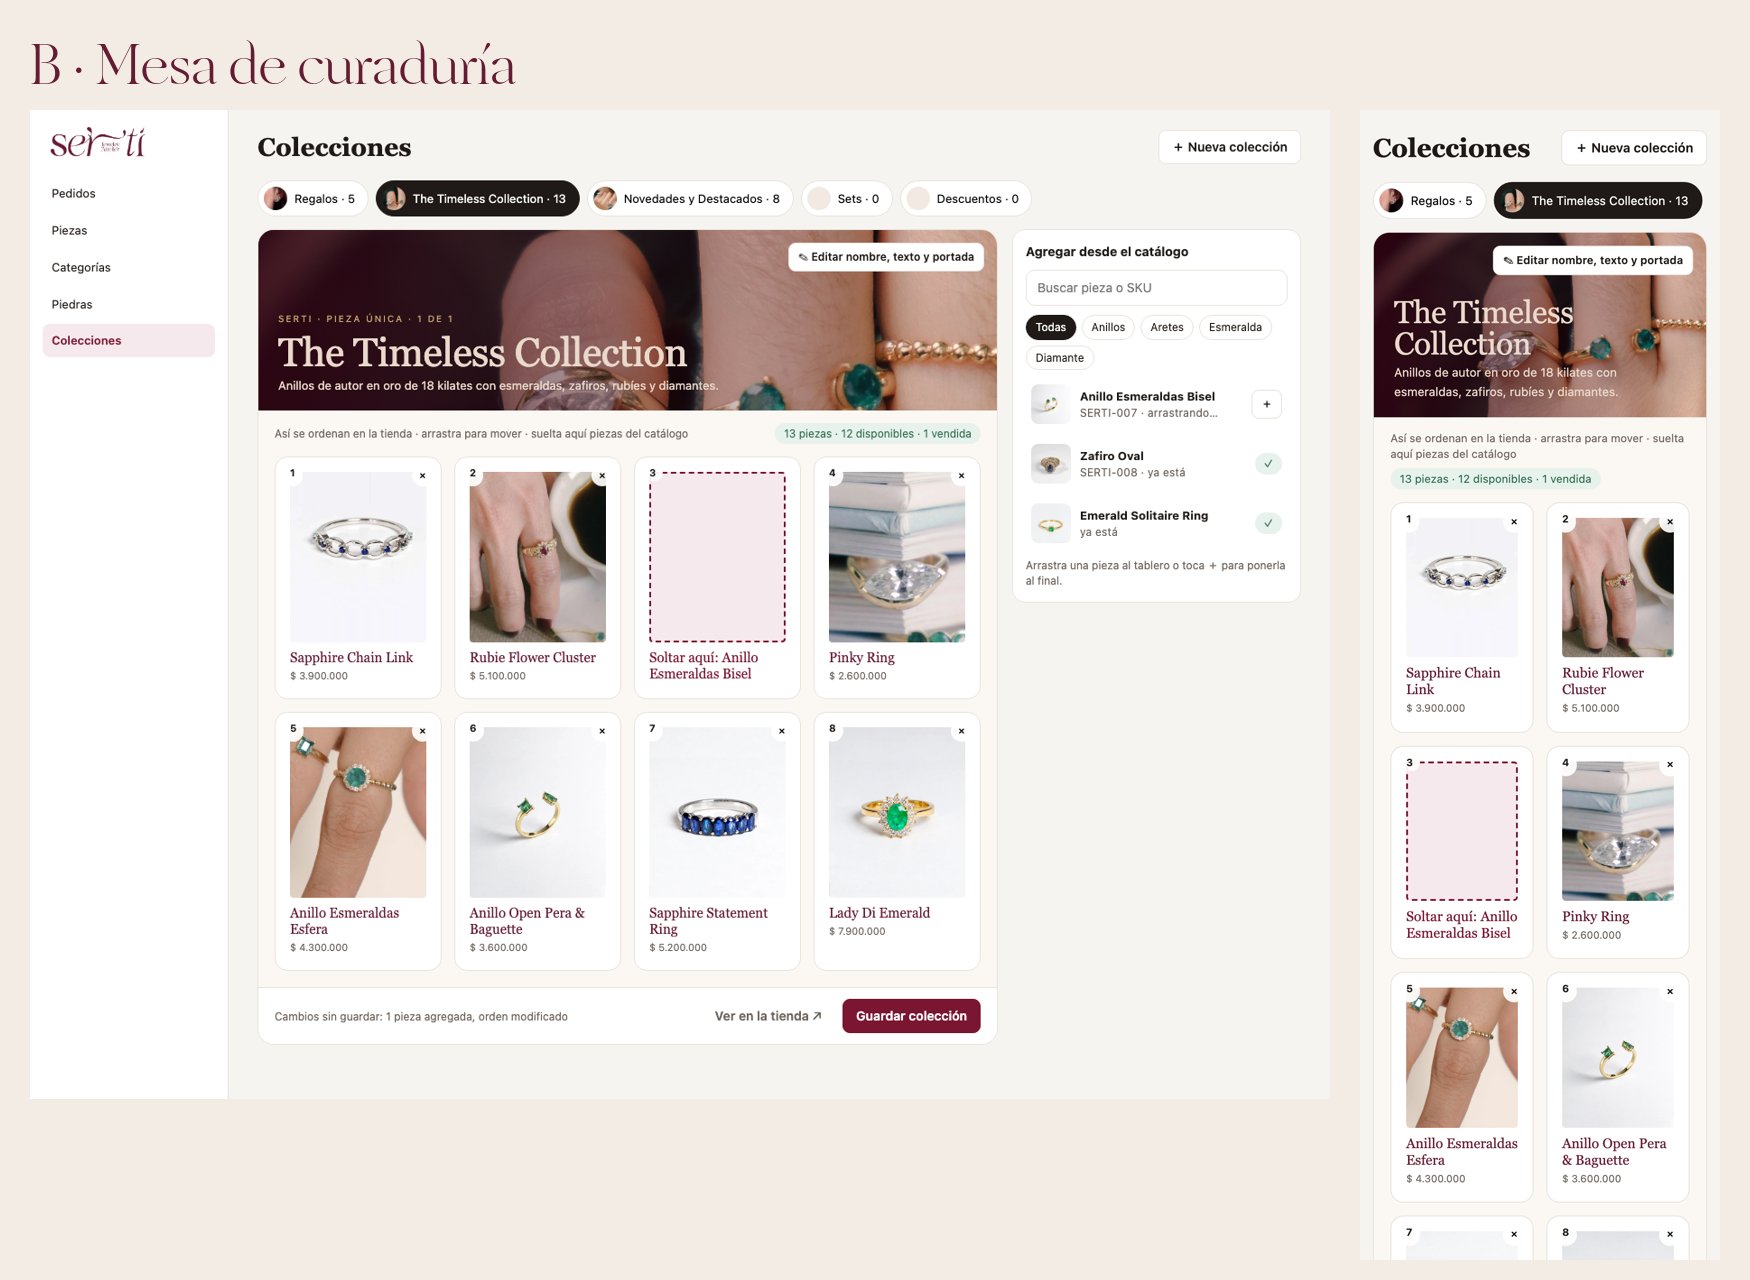 B · Mesa de curaduría
serti
Jewelry
Atelier
Pedidos
Piezas
Categorías
Piedras
Colecciones
Colecciones
+ Nueva colección
Regalos · 5
The Timeless Collection · 13
Novedades y Destacados · 8
Sets · 0
Descuentos · 0
✎ Editar nombre, texto y portada
SERTI · PIEZA ÚNICA · 1 DE 1
The Timeless Collection
Anillos de autor en oro de 18 kilates con esmeraldas, zafiros, rubíes y diamantes.
Así se ordenan en la tienda · arrastra para mover · suelta aquí piezas del catálogo
13 piezas · 12 disponibles · 1 vendida
1
×
Sapphire Chain Link
$ 3.900.000
2
×
Rubie Flower Cluster
$ 5.100.000
3
Soltar aquí: Anillo
Esmeraldas Bisel
4
×
Pinky Ring
$ 2.600.000
5
×
Anillo Esmeraldas
Esfera
$ 4.300.000
6
×
Anillo Open Pera &
Baguette
$ 3.600.000
7
×
Sapphire Statement
Ring
$ 5.200.000
8
×
Lady Di Emerald
$ 7.900.000
Cambios sin guardar: 1 pieza agregada, orden modificado
Ver en la tienda ↗
Guardar colección
Agregar desde el catálogo
Buscar pieza o SKU
Todas
Anillos
Aretes
Esmeralda
Diamante
Anillo Esmeraldas Bisel
SERTI-007 · arrastrando...
+
Zafiro Oval
SERTI-008 · ya está
✓
Emerald Solitaire Ring
ya está
✓
Arrastra una pieza al tablero o toca + para ponerla
al final.
Colecciones
+ Nueva colección
Regalos · 5
The Timeless Collection · 13
✎ Editar nombre, texto y portada
The Timeless
Collection
Anillos de autor en oro de 18 kilates con
esmeraldas, zafiros, rubíes y diamantes.
Así se ordenan en la tienda · arrastra para mover · suelta
aquí piezas del catálogo
13 piezas · 12 disponibles · 1 vendida
1
×
Sapphire Chain
Link
$ 3.900.000
2
×
Rubie Flower
Cluster
$ 5.100.000
3
Soltar aquí: Anillo
Esmeraldas Bisel
4
×
Pinky Ring
$ 2.600.000
5
×
Anillo Esmeraldas
Esfera
$ 4.300.000
6
×
Anillo Open Pera
& Baguette
$ 3.600.000
7
×
8
×